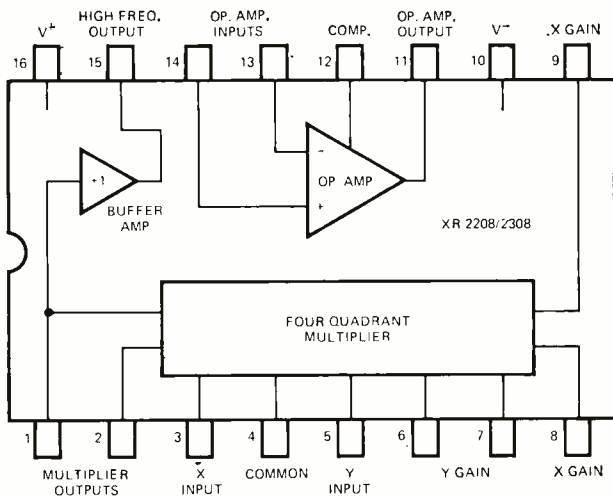 V+
HIGH FREQ.
OUTPUT
OP. AMP.
INPUTS
COMP.
OP. AMP.
OUTPUT
V−
X GAIN
16
15
14
13
12
11
10
9
+1
BUFFER
AMP
−
OP AMP
+
XR 2208/2308
FOUR QUADRANT
MULTIPLIER
1
2
3
4
5
6
7
8
MULTIPLIER
OUTPUTS
X
INPUT
COMMON
Y
INPUT
Y GAIN
X GAIN